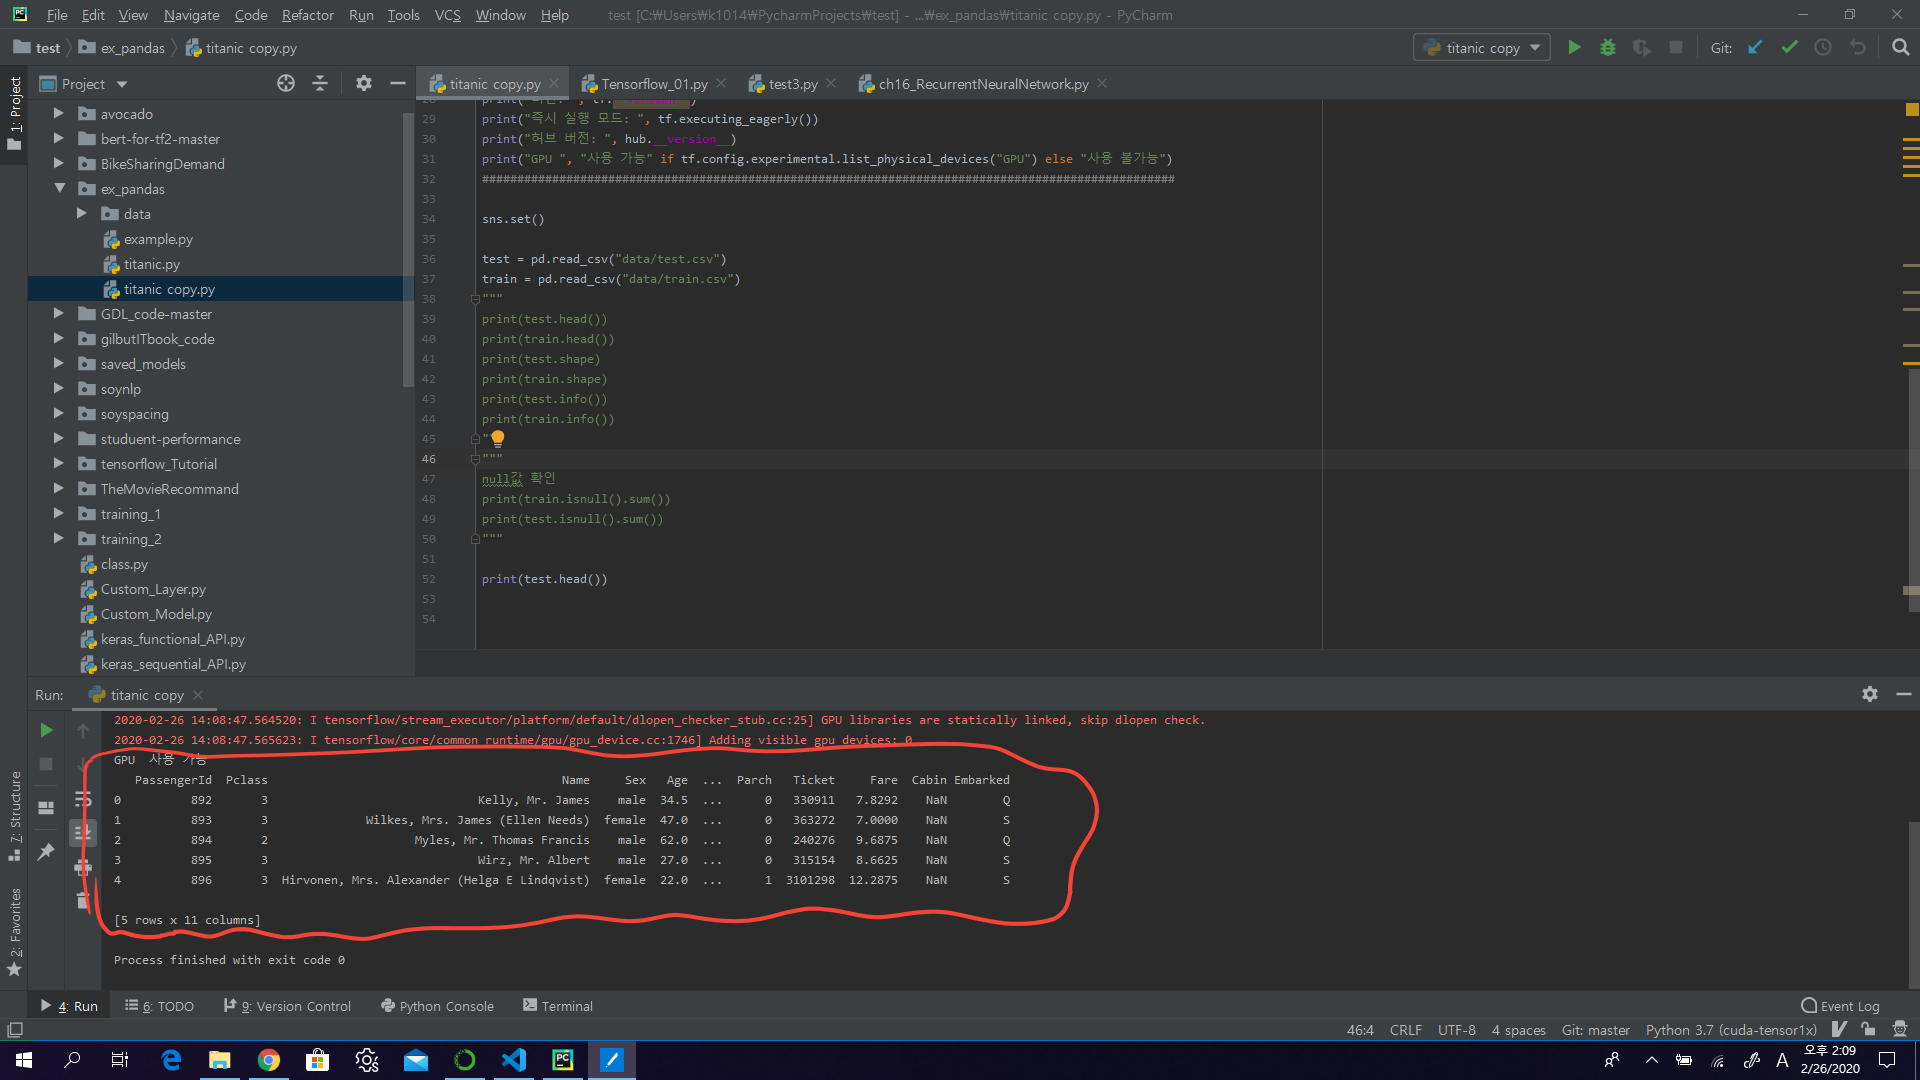 File Edit View Navigate Code Refactor Run Tools VCS Window Help test [C:₩Users₩k1014₩PycharmProjects₩test] - ...₩ex_pandas₩titanic copy.py - PyCharm
test ex_pandas titanic copy.py titanic copy Git:
1: Project
Project
titanic copy.py Tensorflow_01.py test3.py ch16_RecurrentNeuralNetwork.py
avocado
bert-for-tf2-master
BikeSharingDemand
ex_pandas
data
example.py
titanic.py
titanic copy.py
GDL_code-master
gilbutITbook_code
saved_models
soynlp
soyspacing
studuent-performance
tensorflow_Tutorial
TheMovieRecommand
training_1
training_2
class.py
Custom_Layer.py
Custom_Model.py
keras_functional_API.py
keras_sequential_API.py
29 print("즉시 실행 모드: ", tf.executing_eagerly())
30 print("허브 버전: ", hub.__version__)
31 print("GPU ", "사용 가능" if tf.config.experimental.list_physical_devices("GPU") else "사용 불가능")
32 ###################################################################################################
33
34 sns.set()
35
36 test = pd.read_csv("data/test.csv")
37 train = pd.read_csv("data/train.csv")
38 """
39 print(test.head())
40 print(train.head())
41 print(test.shape)
42 print(train.shape)
43 print(test.info())
44 print(train.info())
45 "
46 """
47 null값 확인
48 print(train.isnull().sum())
49 print(test.isnull().sum())
50 """
51
52 print(test.head())
53
54
Run: titanic copy
2020-02-26 14:08:47.564520: I tensorflow/stream_executor/platform/default/dlopen_checker_stub.cc:25] GPU libraries are statically linked, skip dlopen check.
2020-02-26 14:08:47.565623: I tensorflow/core/common_runtime/gpu/gpu_device.cc:1746] Adding visible gpu devices: 0
GPU 사용 가능
PassengerId Pclass Name Sex Age ... Parch Ticket Fare Cabin Embarked
0 892 3 Kelly, Mr. James male 34.5 ... 0 330911 7.8292 NaN Q
1 893 3 Wilkes, Mrs. James (Ellen Needs) female 47.0 ... 0 363272 7.0000 NaN S
2 894 2 Myles, Mr. Thomas Francis male 62.0 ... 0 240276 9.6875 NaN Q
3 895 3 Wirz, Mr. Albert male 27.0 ... 0 315154 8.6625 NaN S
4 896 3 Hirvonen, Mrs. Alexander (Helga E Lindqvist) female 22.0 ... 1 3101298 12.2875 NaN S
[5 rows x 11 columns]
Process finished with exit code 0
7: Structure
2: Favorites
4: Run 6: TODO 9: Version Control Python Console Terminal Event Log
46:4 CRLF UTF-8 4 spaces Git: master Python 3.7 (cuda-tensor1x)
A 오후 2:09
2/26/2020